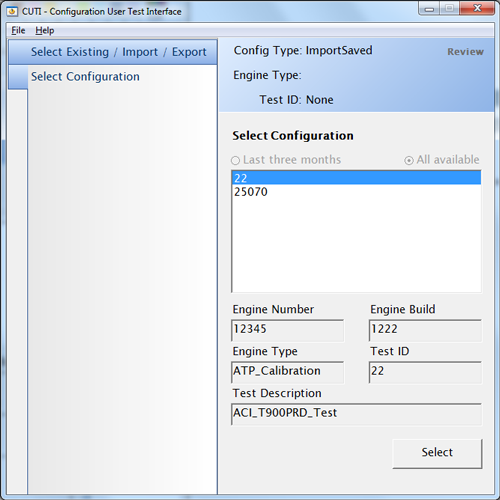 CUTI - Configuration User Test Interface
File Help
Select Existing / Import / Export
Select Configuration
Config Type: ImportSaved
Review
Engine Type:
Test ID: None
Select Configuration
Last three months
All available
22
25070
Engine Number
Engine Build
12345
1222
Engine Type
Test ID
ATP_Calibration
22
Test Description
ACI_T900PRD_Test
Select